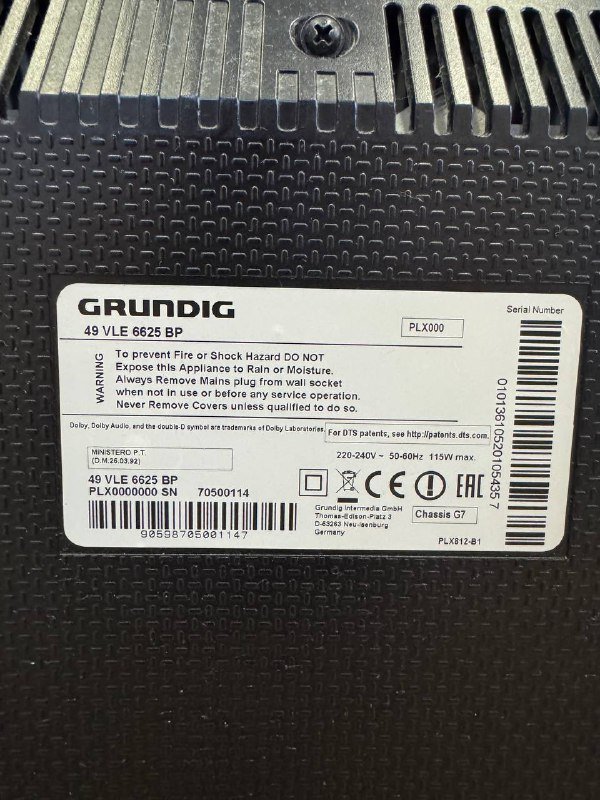 GRUNDIG
49 VLE 6625 BP
PLX000
Serial Number
WARNING
To prevent Fire or Shock Hazard DO NOT
Expose this Appliance to Rain or Moisture.
Always Remove Mains plug from wall socket
when not in use or before any service operation.
Never Remove Covers unless qualified to do so.
Dolby, Dolby Audio, and the double-D symbol are trademarks of Dolby Laboratories.
For DTS patents, see http://patents.dts.com.
MINISTERO P.T.
(D.M.26.03.92)
220-240V ~ 50-60Hz 115W max.
49 VLE 6625 BP
PLX0000000 SN 70500114
90598705001147
CE
EAC
Grundig Intermedia GmbH
Thomas-Edison-Platz 3
D-63263 Neu-Isenburg
Germany
Chassis G7
PLX812-B1